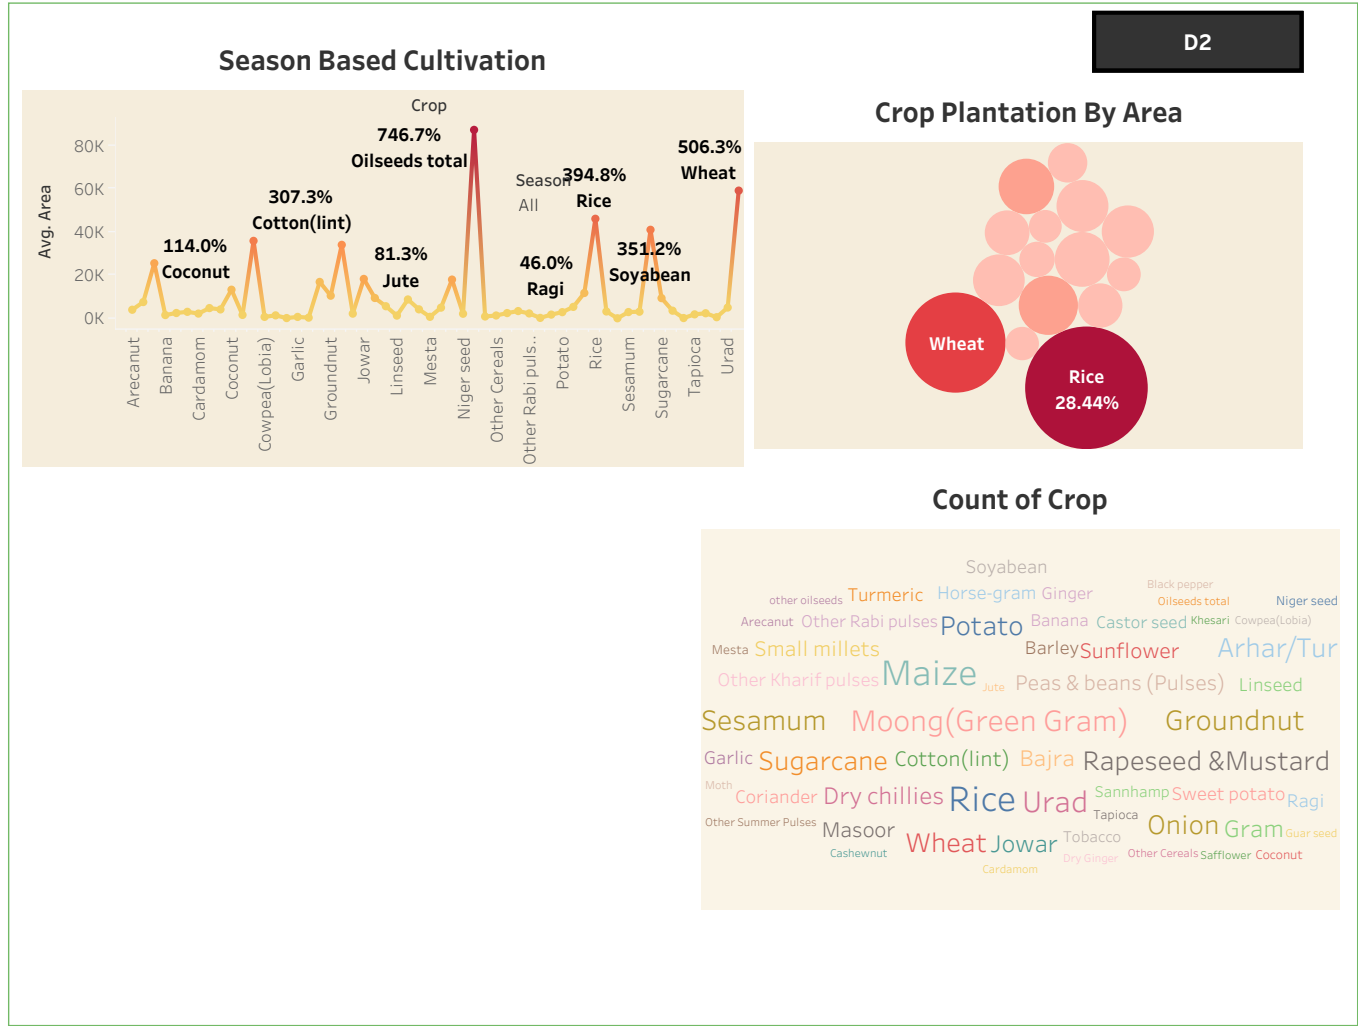 D2
Season Based Cultivation
Crop
Avg. Area
80K
60K
40K
20K
0K
746.7%
Oilseeds total
506.3%
Wheat
Season
All
394.8%
Rice
307.3%
Cotton(lint)
114.0%
Coconut
81.3%
Jute
46.0%
Ragi
351.2%
Soyabean
Arecanut
Banana
Cardamom
Coconut
Cowpea(Lobia)
Garlic
Groundnut
Jowar
Linseed
Mesta
Niger seed
Other Cereals
Other Rabi puls..
Potato
Rice
Sesamum
Sugarcane
Tapioca
Urad
Crop Plantation By Area
Wheat
Rice
28.44%
Count of Crop
Soyabean
Black pepper
other oilseeds Turmeric Horse-gram Ginger Oilseeds total Niger seed
Arecanut Other Rabi pulses Potato Banana Castor seed Khesari Cowpea(Lobia)
Mesta Small millets Barley Sunflower Arhar/Tur
Other Kharif pulses Maize Jute Peas & beans (Pulses) Linseed
Sesamum Moong(Green Gram) Groundnut
Garlic Sugarcane Cotton(lint) Bajra Rapeseed &Mustard
Moth
Coriander Dry chillies Rice Urad Sannhamp Sweet potato Ragi
Other Summer Pulses Masoor Tapioca Onion Gram Guar seed
Wheat Jowar Tobacco
Cashewnut Dry Ginger Other Cereals Safflower Coconut
Cardamom